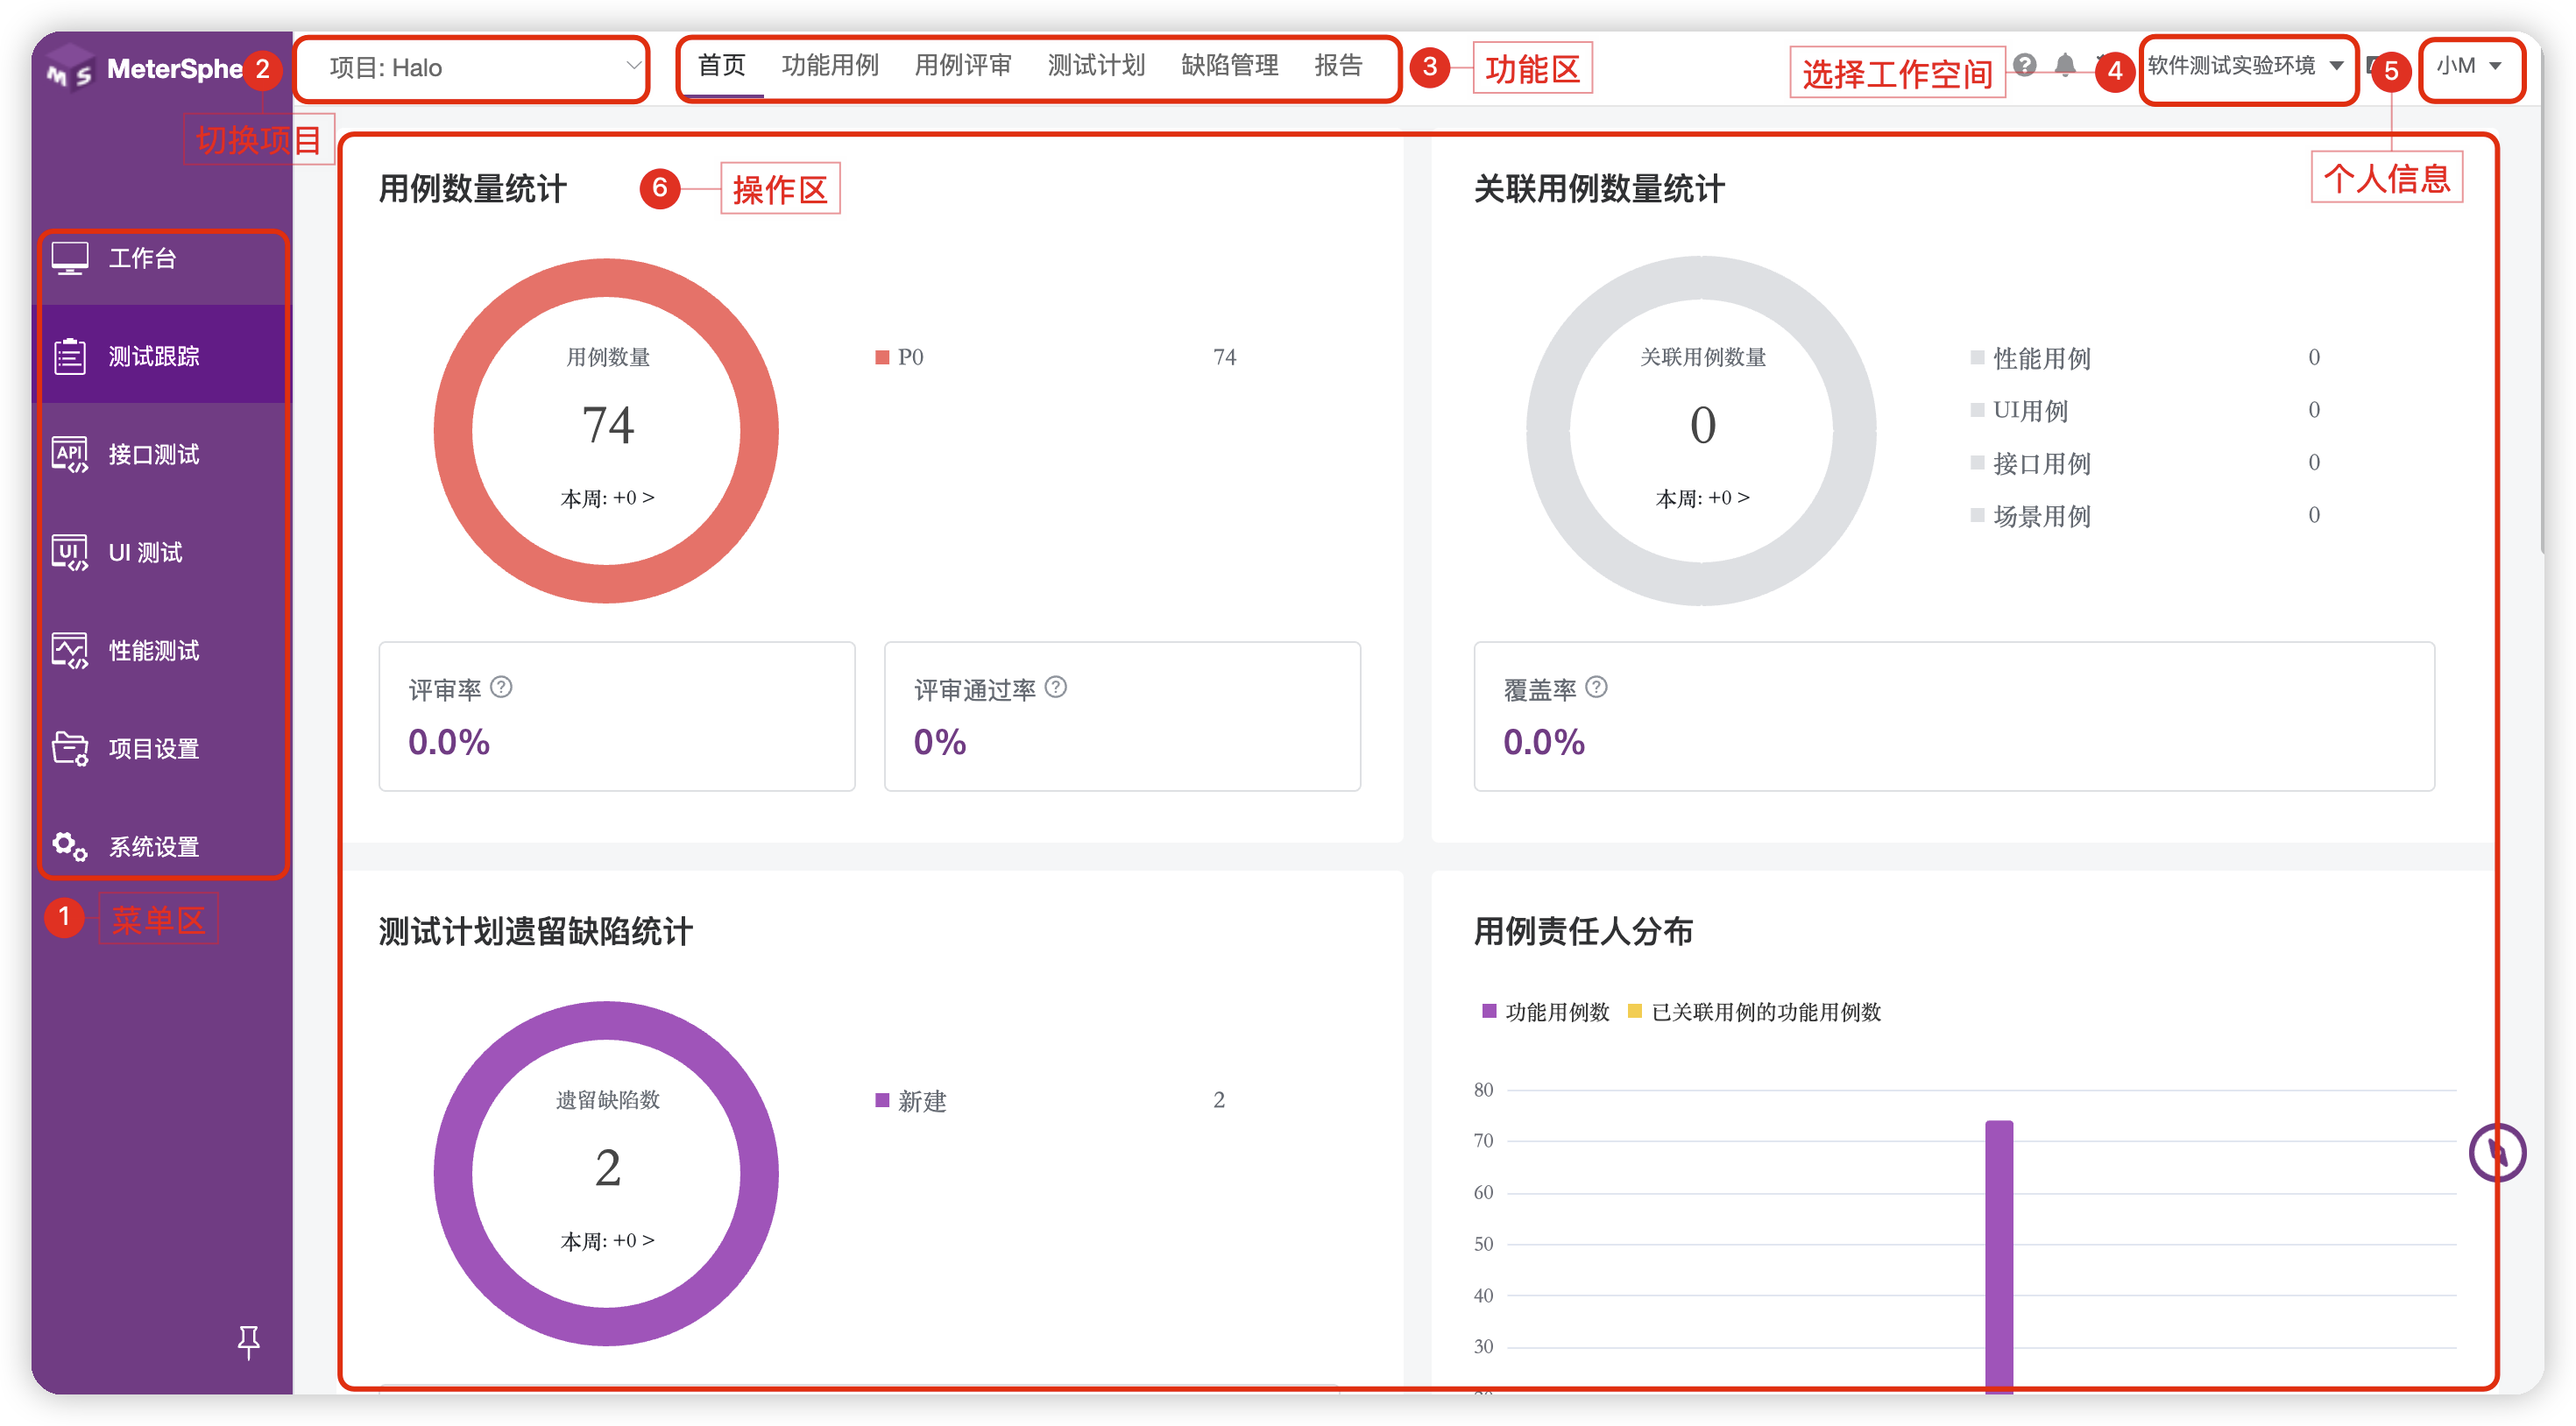 MeterSphe
2
项目: Halo
首页 功能用例 用例评审 测试计划 缺陷管理 报告
3
功能区
选择工作空间
4
软件测试实验环境
5
小M
切换项目
个人信息
工作台
测试跟踪
API 接口测试
UI UI 测试
性能测试
项目设置
系统设置
1
菜单区
用例数量统计
6
操作区
用例数量
74
本周: +0 >
P0 74
评审率 ?
0.0%
评审通过率 ?
0%
关联用例数量统计
关联用例数量
0
本周: +0 >
性能用例 0
UI用例 0
接口用例 0
场景用例 0
覆盖率 ?
0.0%
测试计划遗留缺陷统计
遗留缺陷数
2
本周: +0 >
新建 2
用例责任人分布
功能用例数 已关联用例的功能用例数
80
70
60
50
40
30